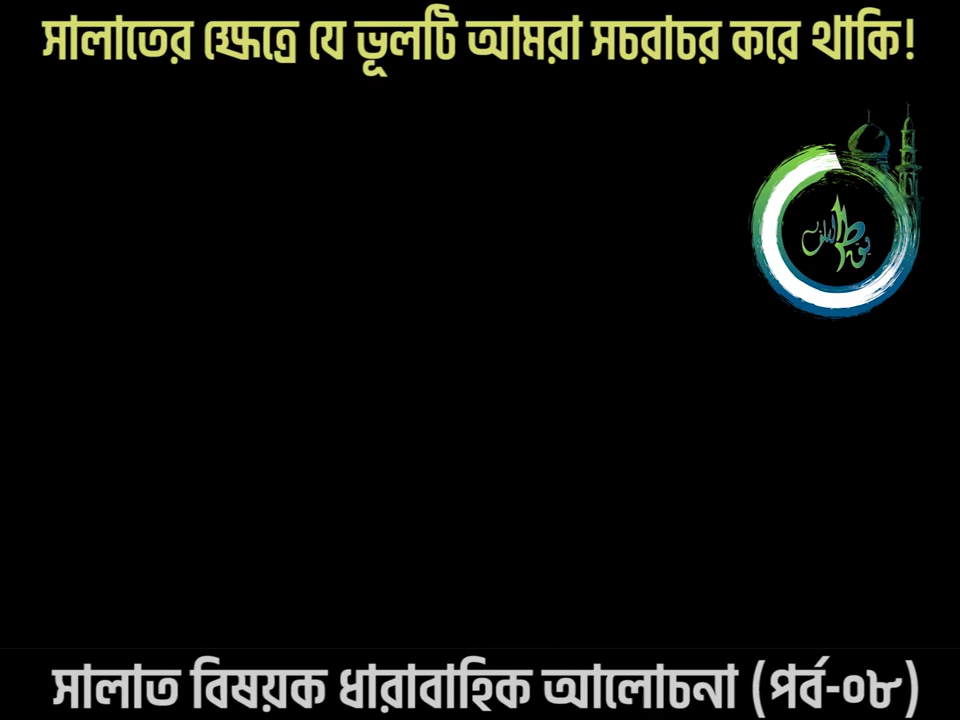 সালাতের ক্ষেত্রে যে ভূলটি আমরা সচরাচর করে থাকি!
সালাত বিষয়ক ধারাবাহিক আলোচনা (পর্ব-০৮)